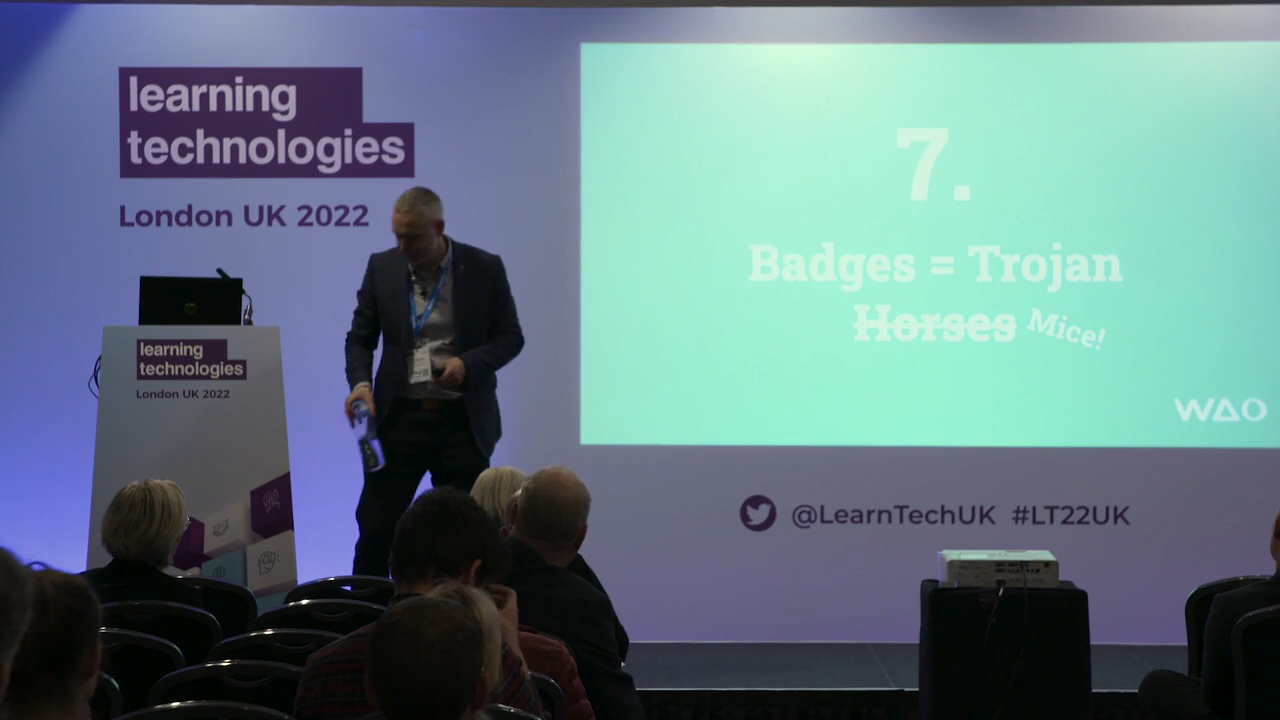 learning
technologies
London UK 2022
7.
Badges = Trojan
Horses Mice!
WAO
learning
technologies
London UK 2022
@LearnTechUK #LT22UK